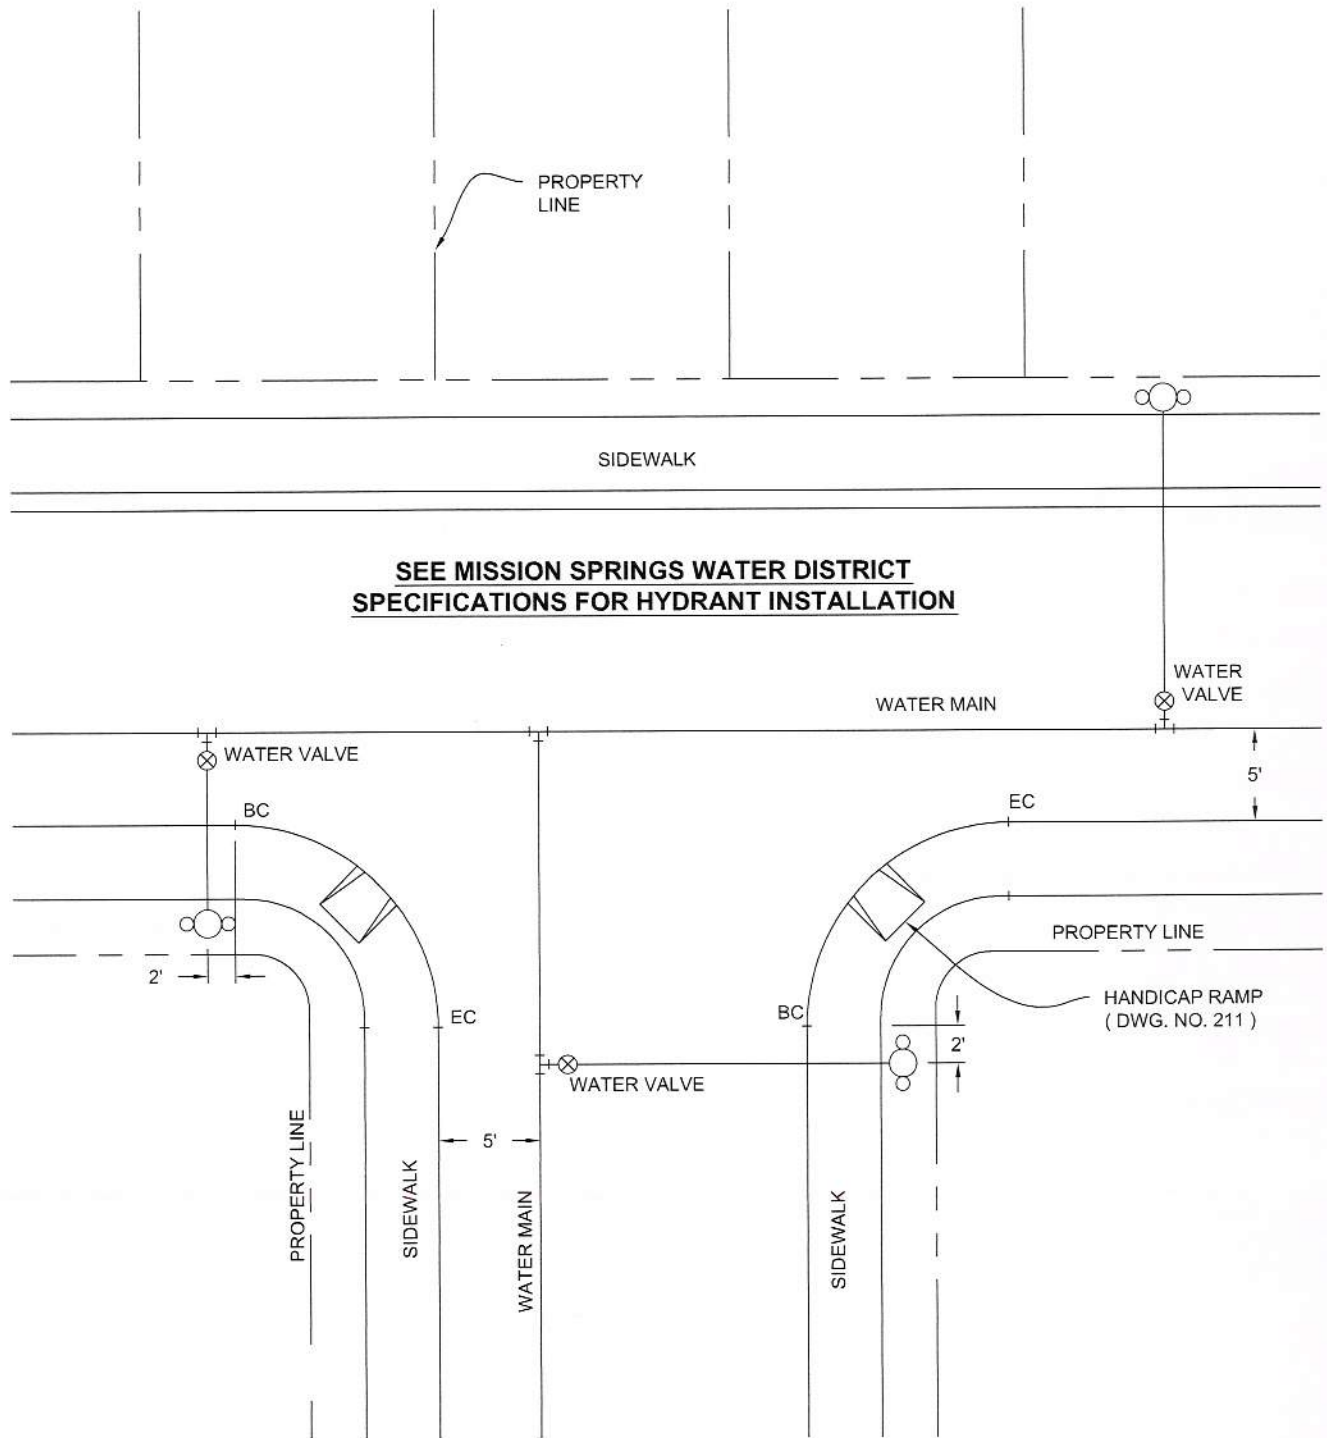 PROPERTY
LINE
SIDEWALK
SEE MISSION SPRINGS WATER DISTRICT
SPECIFICATIONS FOR HYDRANT INSTALLATION
WATER
VALVE
WATER MAIN
WATER VALVE
5'
BC
EC
PROPERTY LINE
2'
HANDICAP RAMP
( DWG. NO. 211 )
EC
BC
2'
WATER VALVE
5'
PROPERTY LINE
SIDEWALK
WATER MAIN
SIDEWALK